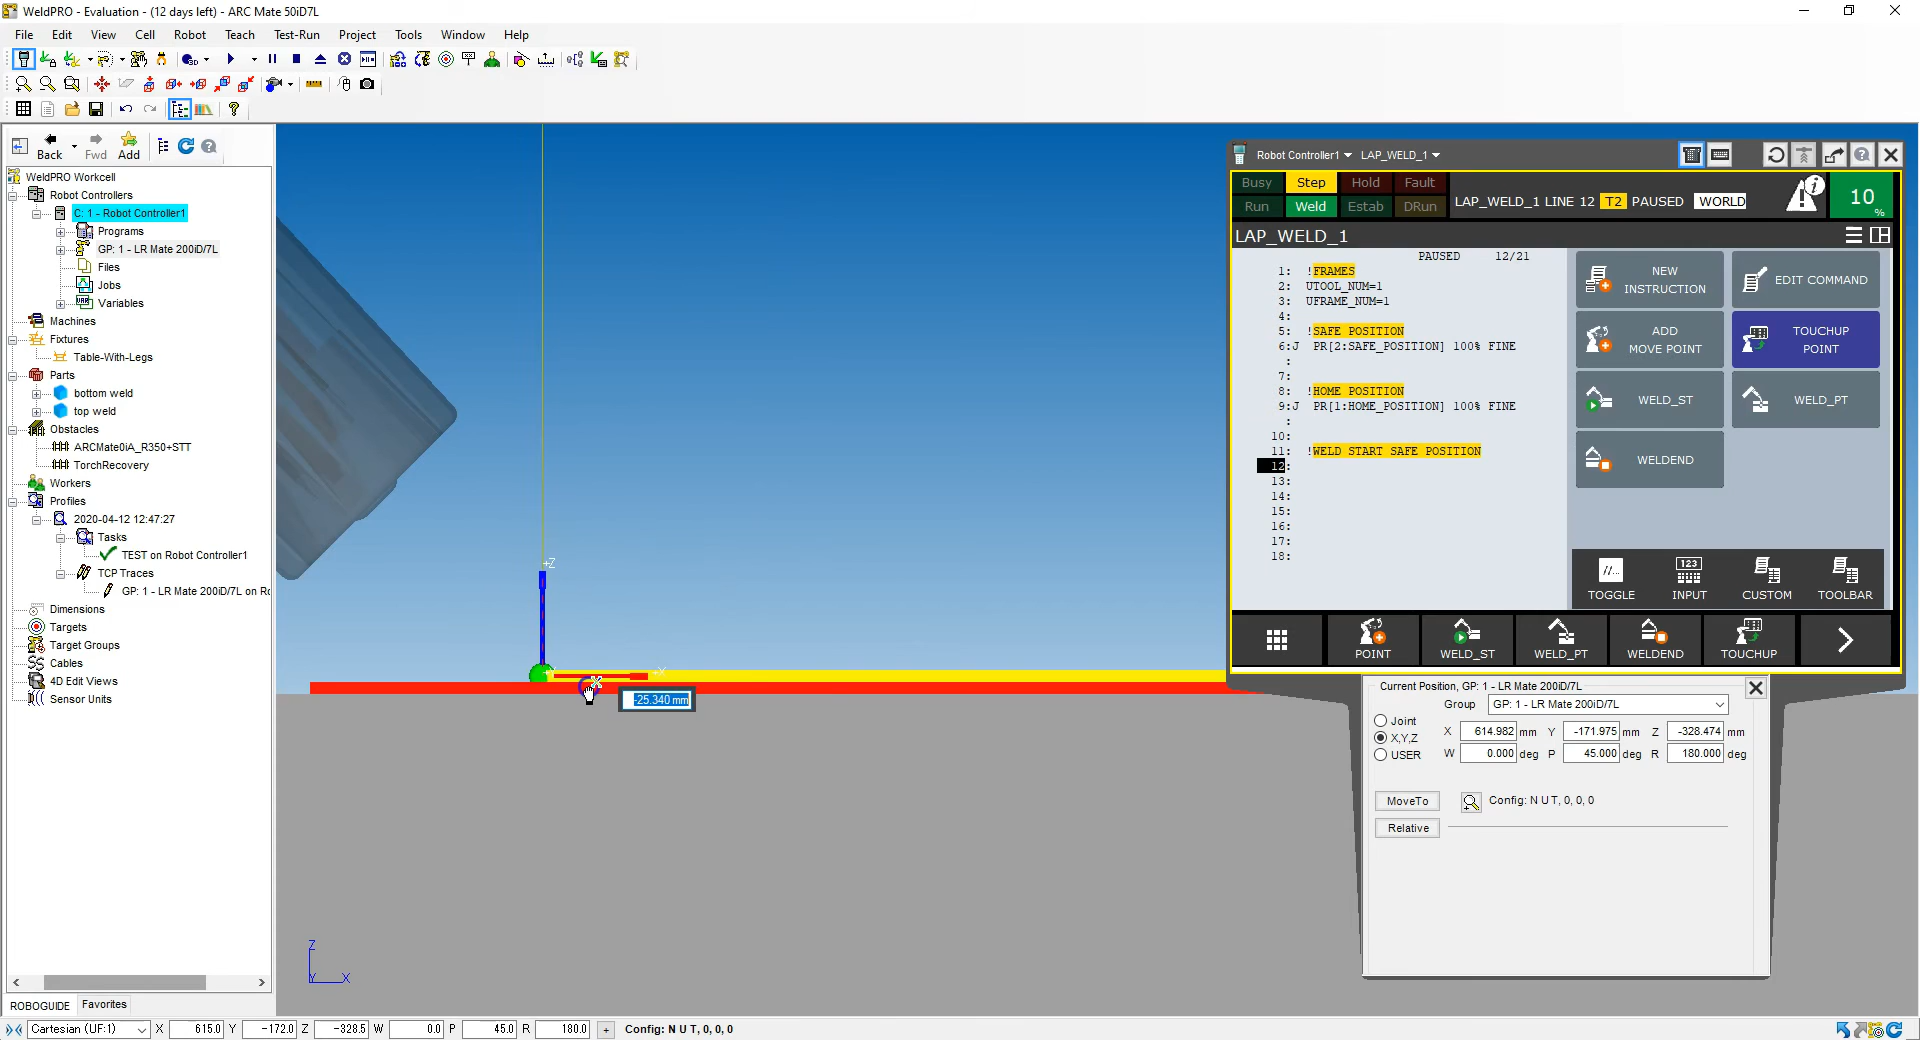 WeldPRO - Evaluation - (12 days left) - ARC Mate 50iD7L
File Edit View Cell Robot Teach Test-Run Project Tools Window Help
Back Fwd Add
WeldPRO Workcell
Robot Controllers
C: 1 - Robot Controller1
Programs
GP: 1 - LR Mate 200iD/7L
Files
Jobs
Variables
Machines
Fixtures
Table-With-Legs
Parts
bottom weld
top weld
Obstacles
ARCMate0iA_R350+STT
TorchRecovery
Workers
Profiles
2020-04-12 12:47:27
Tasks
TEST on Robot Controller1
TCP Traces
GP: 1 - LR Mate 200iD/7L on Rc
Dimensions
Targets
Target Groups
Cables
4D Edit Views
Sensor Units
ROBOGUIDE Favorites
+Z
+X
-25.340 mm
Z
Y X
Robot Controller1 LAP_WELD_1
Busy Step Hold Fault
Run Weld Estab DRun
LAP_WELD_1 LINE 12 T2 PAUSED WORLD
10 %
LAP_WELD_1
PAUSED 12/21
1: !FRAMES
2: UTOOL_NUM=1
3: UFRAME_NUM=1
4:
5: !SAFE POSITION
6:J PR[2:SAFE_POSITION] 100% FINE
:
7:
8: !HOME POSITION
9:J PR[1:HOME_POSITION] 100% FINE
:
10:
11: !WELD START SAFE POSITION
12:
13:
14:
15:
16:
17:
18:
NEW INSTRUCTION
EDIT COMMAND
ADD MOVE POINT
TOUCHUP POINT
WELD_ST
WELD_PT
WELDEND
TOGGLE INPUT CUSTOM TOOLBAR
POINT WELD_ST WELD_PT WELDEND TOUCHUP
Current Position, GP: 1 - LR Mate 200iD/7L
Group GP: 1 - LR Mate 200iD/7L
Joint
X,Y,Z
USER
X 614.982 mm Y -171.975 mm Z -328.474 mm
W 0.000 deg P 45.000 deg R 180.000 deg
MoveTo
Config: N U T, 0, 0, 0
Relative
Cartesian (UF:1) X 615.0 Y -172.0 Z -328.5 W 0.0 P 45.0 R 180.0 + Config: N U T, 0, 0, 0